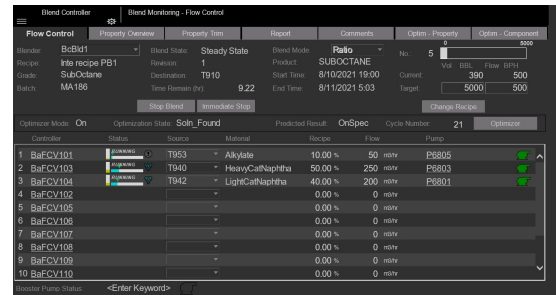 Blend Controller Blend Monitoring - Flow Control
Flow Control Property Overview Property Trim Report Comments Optim - Property Optim - Component
Blender: BcBld1 Blend State: Steady State Blend Mode: Ratio No.: 5 0 5000
Recipe: Inte recipe PB1 Revision: 1 Product: SUBOCTANE Vol BBL Flow BPH
Grade: SubOctane Destination: T910 Start Time: 8/10/2021 19:00 Current: 390 500
Batch: MA186 Time Remain (hr): 9.22 End Time: 8/11/2021 5:03 Target: 5000 500
Stop Blend Immediate Stop Change Recipe
Optimizer Mode: On Optimization State: Soln_Found Predicted Result: OnSpec Cycle Number: 21 Optimizer
Controller Status Source Material Recipe Flow Pump
1 BaFCV101 RUNNING T953 Alkylate 10.00 % 50 m3/hr P6805
2 BaFCV103 RUNNING T940 HeavyCatNaphtha 50.00 % 250 m3/hr P6803
3 BaFCV104 RUNNING T942 LightCatNaphtha 40.00 % 200 m3/hr P6801
4 BaFCV102 0.00 % 0 m3/hr
5 BaFCV105 0.00 % 0 m3/hr
6 BaFCV106 0.00 % 0 m3/hr
7 BaFCV107 0.00 % 0 m3/hr
8 BaFCV108 0.00 % 0 m3/hr
9 BaFCV109 0.00 % 0 m3/hr
10 BaFCV110 0.00 % 0 m3/hr
Booster Pump Status: <Enter Keyword>